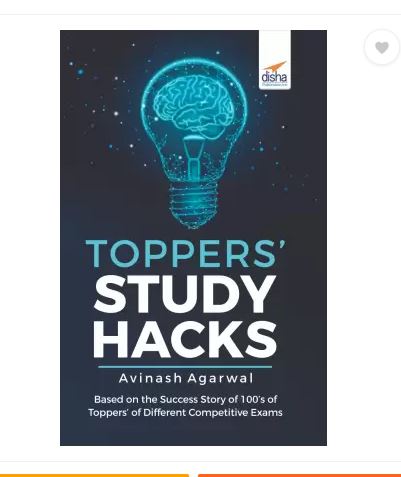 disha
TOPPERS'
STUDY
HACKS
Avinash Agarwal
Based on the Success Story of 100's of
Toppers' of Different Competitive Exams